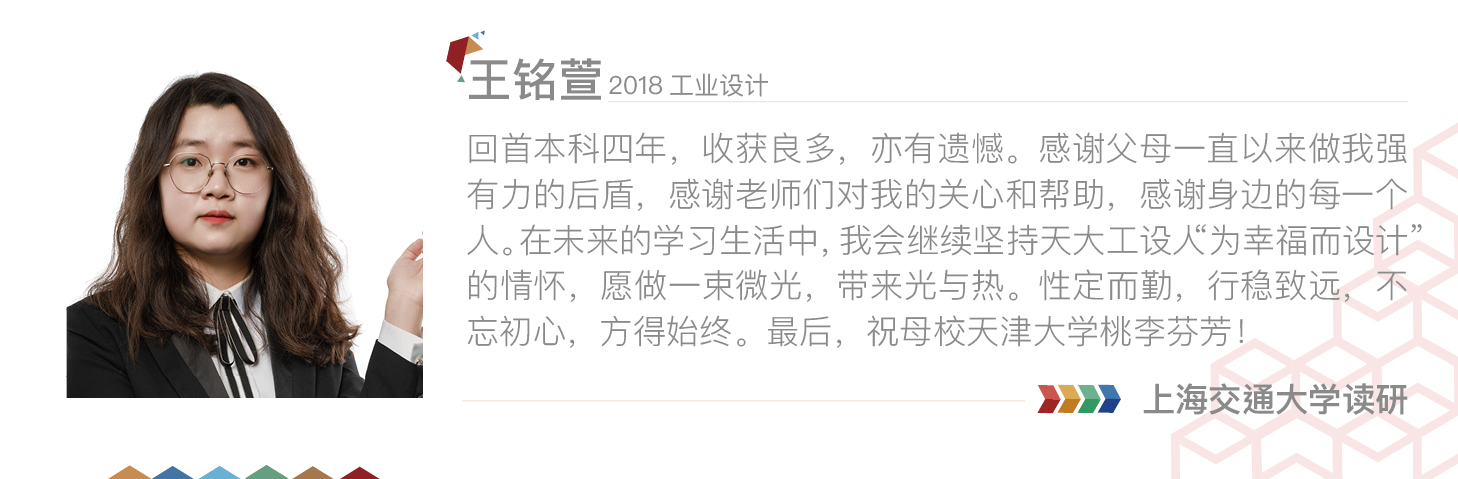 王铭萱 2018 工业设计
回首本科四年，收获良多，亦有遗憾。感谢父母一直以来做我强
有力的后盾，感谢老师们对我的关心和帮助，感谢身边的每一个
人。在未来的学习生活中，我会继续坚持天大工设人“为幸福而设计”
的情怀，愿做一束微光，带来光与热。性定而勤，行稳致远，不
忘初心，方得始终。最后，祝母校天津大学桃李芬芳！
上海交通大学读研